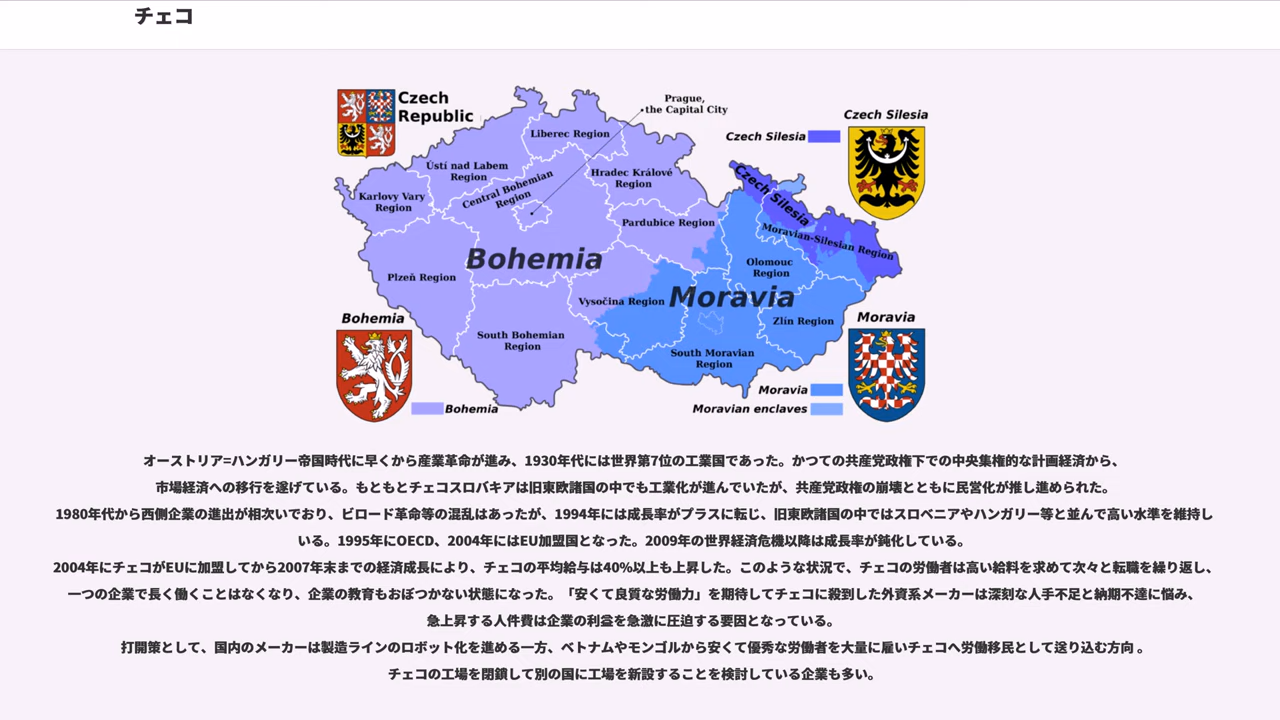 チェコ
Czech
Republic
Prague,
the Capital City
Czech Silesia
Czech Silesia
Liberec Region
Ústí nad Labem
Region
Central Bohemian
Region
Hradec Králové
Region
Karlovy Vary
Region
Czech Silesia
Pardubice Region
Moravian-Silesian Region
Bohemia
Olomouc
Region
Plzeň Region
Vysočina Region
Moravia
Bohemia
Zlín Region
Moravia
South Bohemian
Region
South Moravian
Region
Moravia
Bohemia
Moravian enclaves
オーストリア=ハンガリー帝国時代に早くから産業革命が進み、1930年代には世界第7位の工業国であった。かつての共産党政権下での中央集権的な計画経済から、
市場経済への移行を遂げている。もともとチェコスロバキアは旧東欧諸国の中でも工業化が進んでいたが、共産党政権の崩壊とともに民営化が推し進められた。
1980年代から西側企業の進出が相次いでおり、ビロード革命等の混乱はあったが、1994年には成長率がプラスに転じ、旧東欧諸国の中ではスロベニアやハンガリー等と並んで高い水準を維持し
いる。1995年にOECD、2004年にはEU加盟国となった。2009年の世界経済危機以降は成長率が鈍化している。
2004年にチェコがEUに加盟してから2007年末までの経済成長により、チェコの平均給与は40%以上も上昇した。このような状況で、チェコの労働者は高い給料を求めて次々と転職を繰り返し、
一つの企業で長く働くことはなくなり、企業の教育もおぼつかない状態になった。「安くて良質な労働力」を期待してチェコに殺到した外資系メーカーは深刻な人手不足と納期不達に悩み、
急上昇する人件費は企業の利益を急激に圧迫する要因となっている。
打開策として、国内のメーカーは製造ラインのロボット化を進める一方、ベトナムやモンゴルから安くて優秀な労働者を大量に雇いチェコへ労働移民として送り込む方向 。
チェコの工場を閉鎖して別の国に工場を新設することを検討している企業も多い。